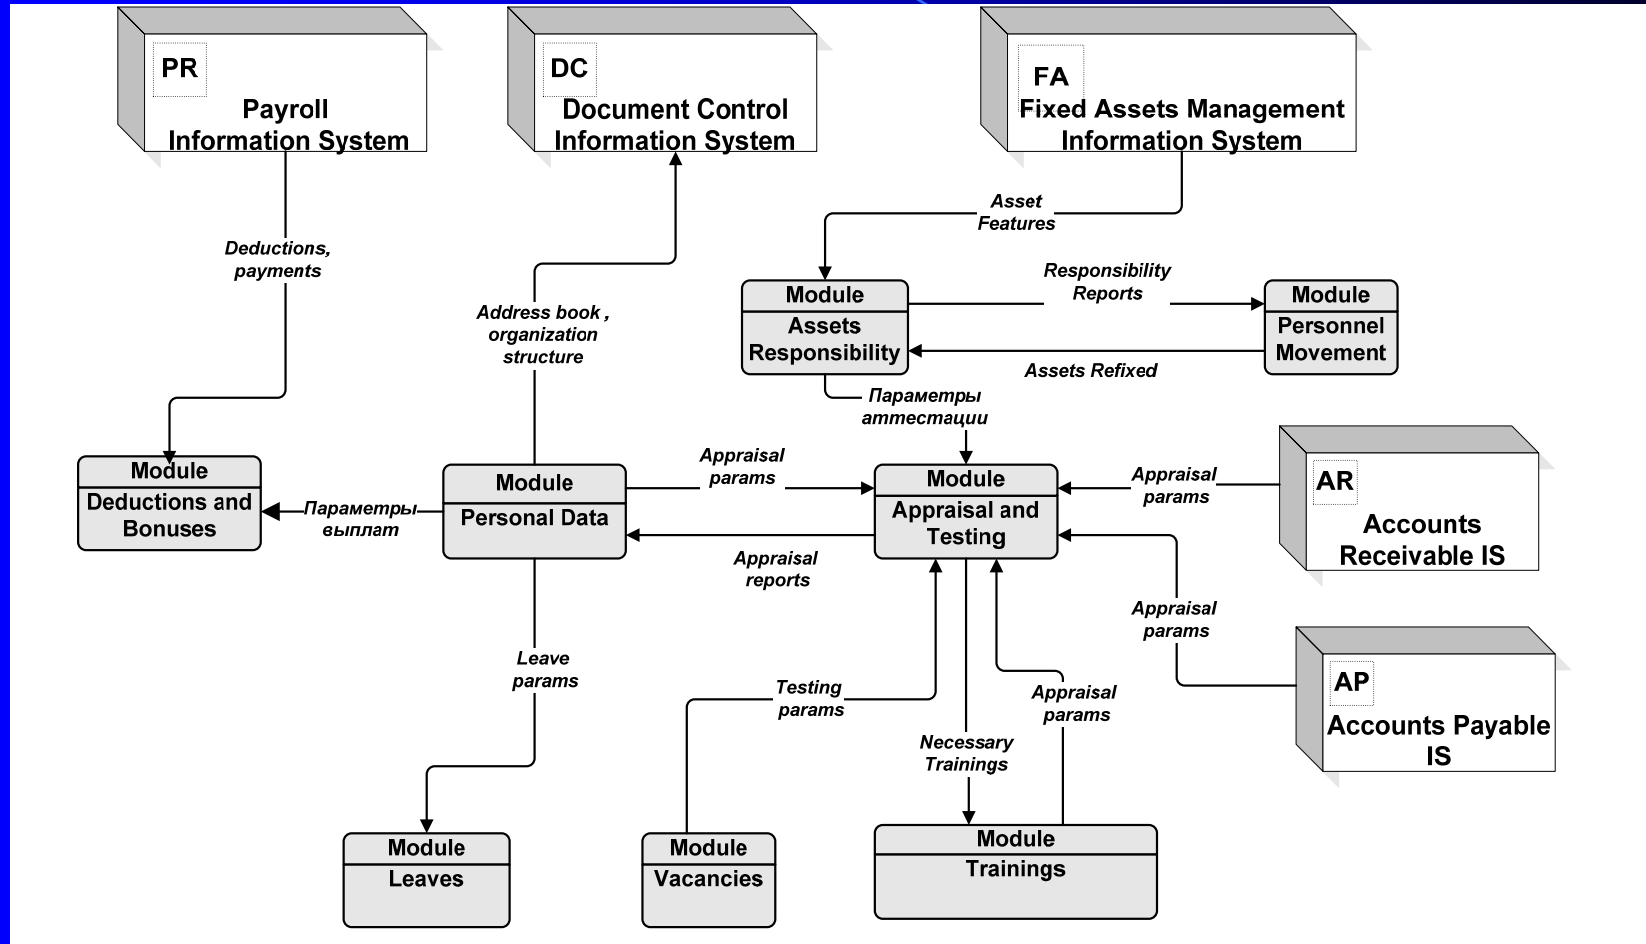 PR
Payroll
Information System
DC
Document Control
Information System
FA
Fixed Assets Management
Information System
Deductions,
payments
Address book ,
organization
structure
Asset
Features
Module
Assets
Responsibility
Responsibility
Reports
Assets Refixed
Module
Personnel
Movement
Параметры
аттестации
Module
Deductions and
Bonuses
Параметры
выплат
Module
Personal Data
Appraisal
params
Appraisal
reports
Module
Appraisal and
Testing
Appraisal
params
AR
Accounts
Receivable IS
Appraisal
params
AP
Accounts Payable
IS
Leave
params
Testing
params
Necessary
Trainings
Appraisal
params
Module
Leaves
Module
Vacancies
Module
Trainings